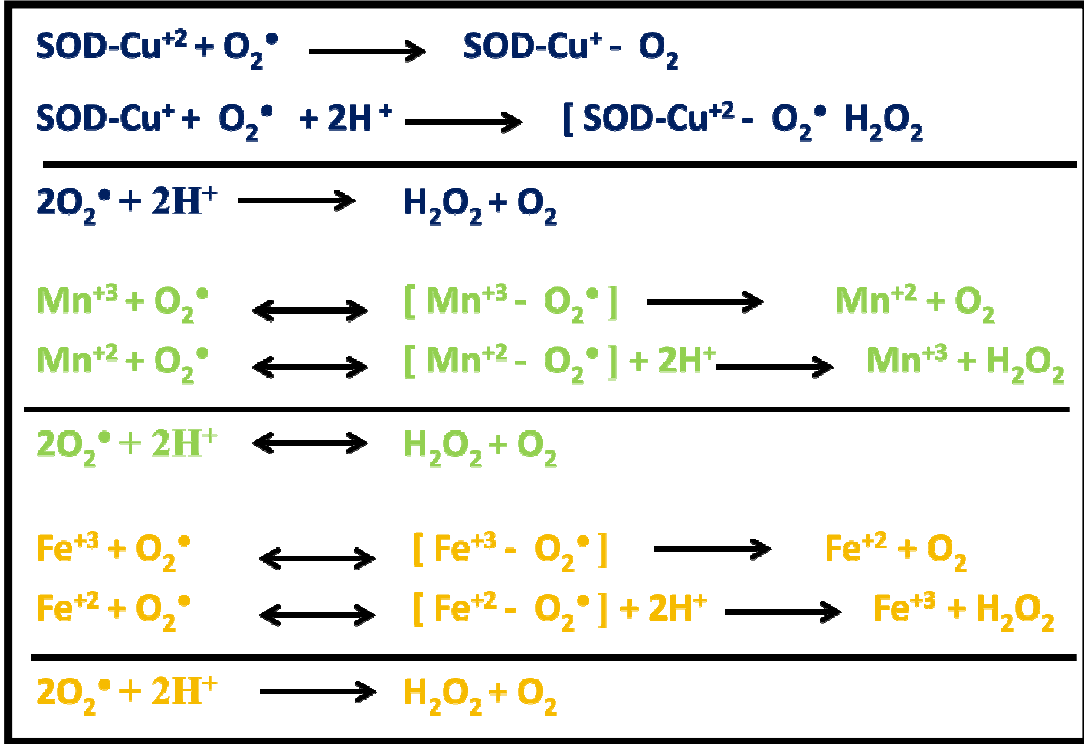 SOD-Cu⁺² + O₂• ⟶ SOD-Cu⁺ - O₂
SOD-Cu⁺ + O₂• + 2H⁺ ⟶ [ SOD-Cu⁺² - O₂• H₂O₂
2O₂• + 2H⁺ ⟶ H₂O₂ + O₂
Mn⁺³ + O₂• ⟷ [ Mn⁺³ - O₂• ] ⟶ Mn⁺² + O₂
Mn⁺² + O₂• ⟷ [ Mn⁺² - O₂• ] + 2H⁺ ⟶ Mn⁺³ + H₂O₂
2O₂• + 2H⁺ ⟷ H₂O₂ + O₂
Fe⁺³ + O₂• ⟷ [ Fe⁺³ - O₂• ] ⟶ Fe⁺² + O₂
Fe⁺² + O₂• ⟷ [ Fe⁺² - O₂• ] + 2H⁺ ⟶ Fe⁺³ + H₂O₂
2O₂• + 2H⁺ ⟶ H₂O₂ + O₂